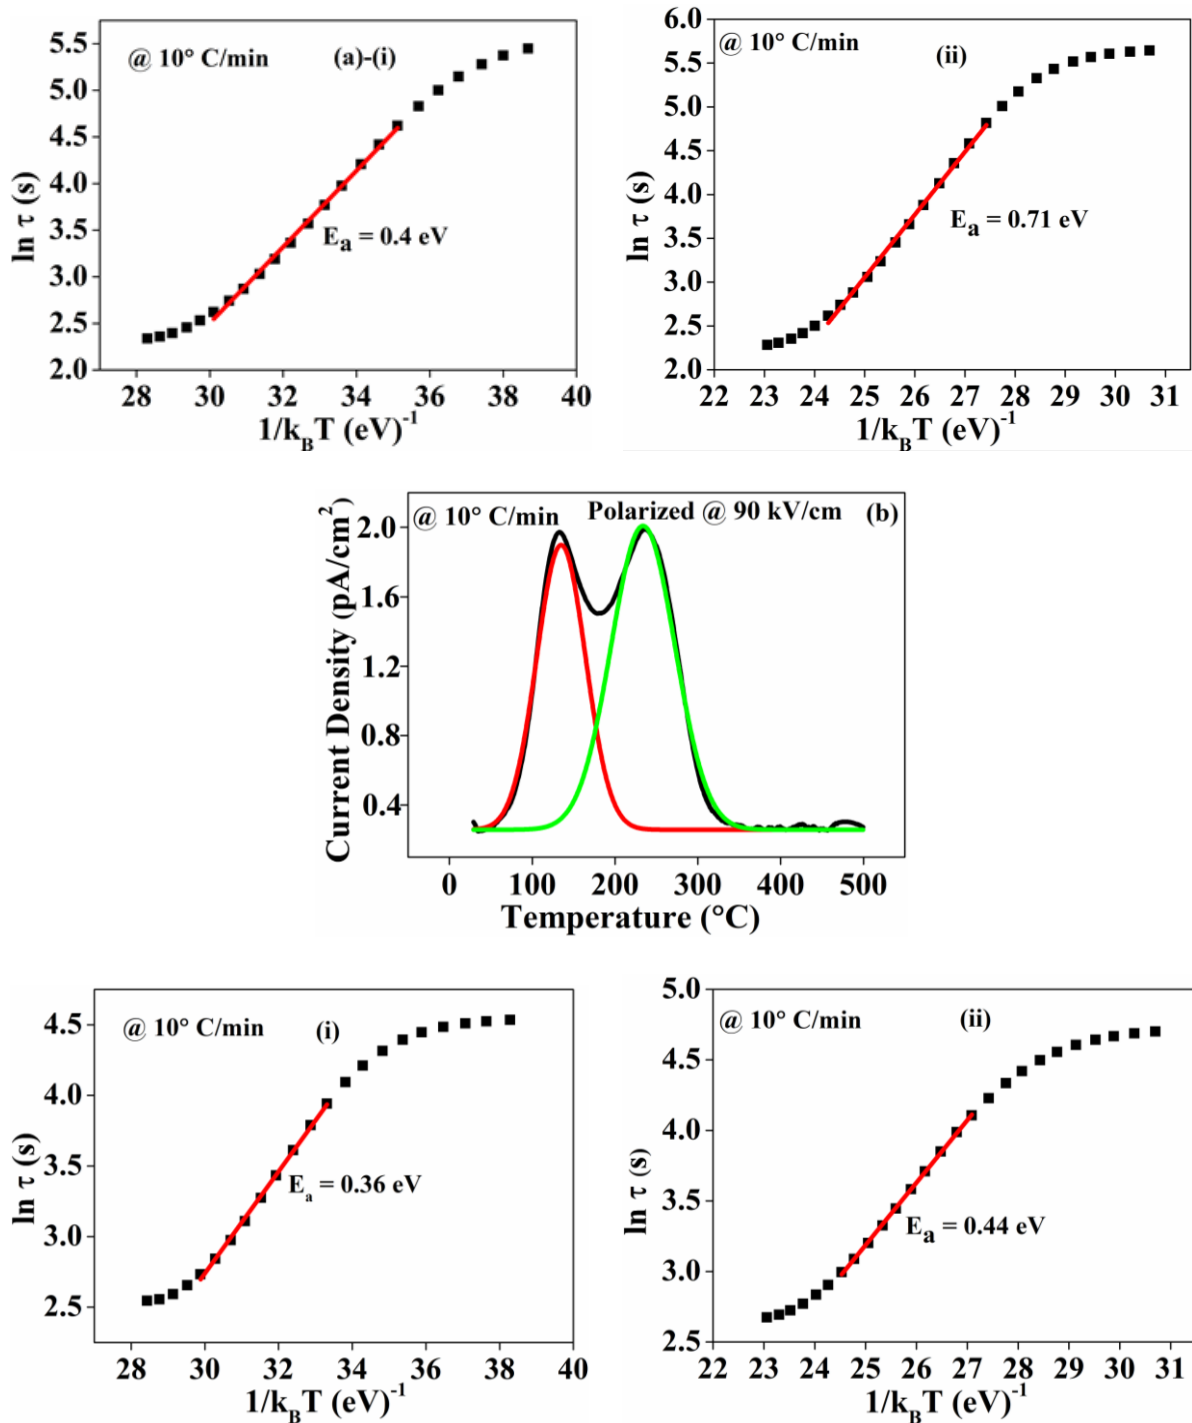 @ 10° C/min (a)-(i)
5.5
5.0
4.5
4.0
3.5
3.0
2.5
2.0
ln τ (s)
E_a = 0.4 eV
28 30 32 34 36 38 40
1/k_BT (eV)^-1
@ 10° C/min (ii)
6.0
5.5
5.0
4.5
4.0
3.5
3.0
2.5
2.0
ln τ (s)
E_a = 0.71 eV
22 23 24 25 26 27 28 29 30 31
1/k_BT (eV)^-1
@ 10° C/min Polarized @ 90 kV/cm (b)
2.0
1.6
1.2
0.8
0.4
Current Density (pA/cm^2)
0 100 200 300 400 500
Temperature (°C)
@ 10° C/min (i)
4.5
4.0
3.5
3.0
2.5
ln τ (s)
E_a = 0.36 eV
28 30 32 34 36 38 40
1/k_BT (eV)^-1
@ 10° C/min (ii)
5.0
4.5
4.0
3.5
3.0
2.5
ln τ (s)
E_a = 0.44 eV
22 23 24 25 26 27 28 29 30 31
1/k_BT (eV)^-1